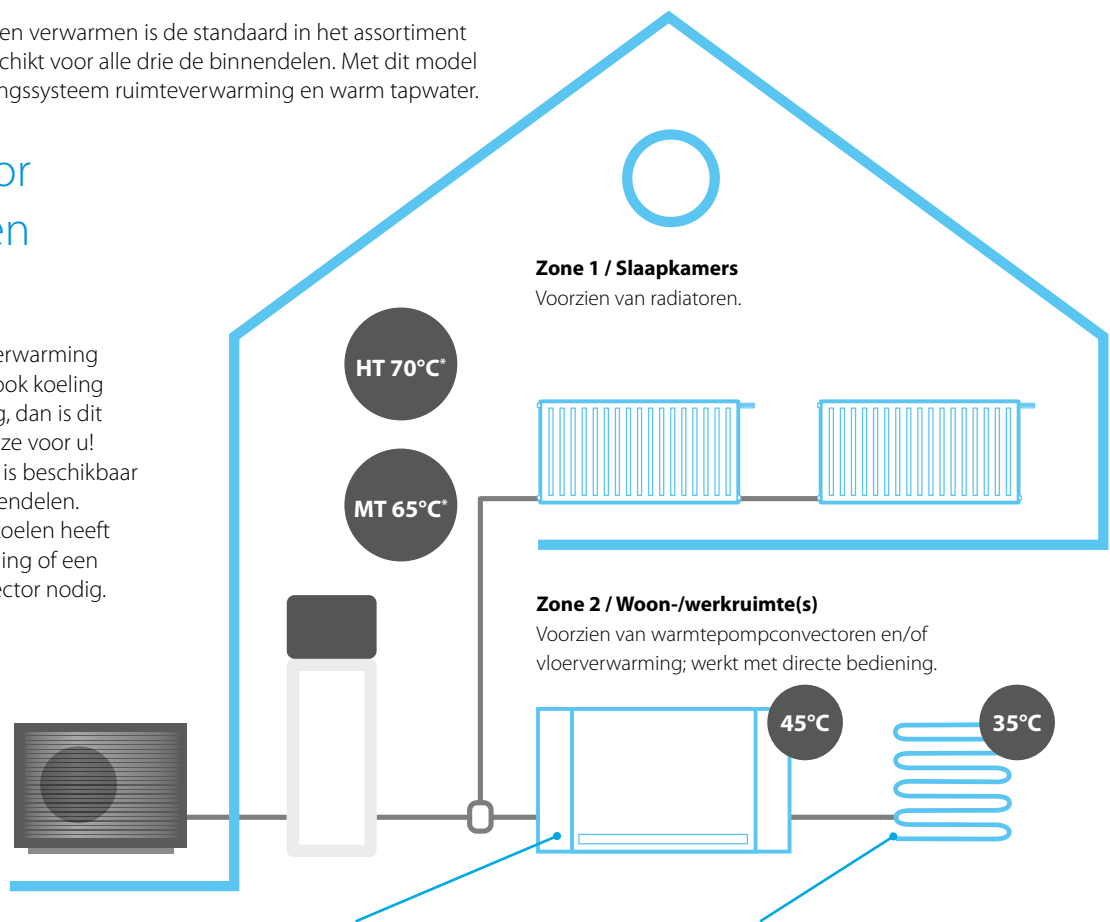 en verwarmen is de standaard in het assortiment
schikt voor alle drie de binnendelen. Met dit model
ngssysteem ruimteverwarming en warm tapwater.
or
en
erwarming
ook koeling
g, dan is dit
ze voor u!
is beschikbaar
endelen.
oelen heeft
ing of een
ector nodig.
HT 70°C*
MT 65°C*
Zone 1 / Slaapkamers
Voorzien van radiatoren.
Zone 2 / Woon-/werkruimte(s)
Voorzien van warmtepompconvectoren en/of
vloerverwarming; werkt met directe bediening.
45°C
35°C